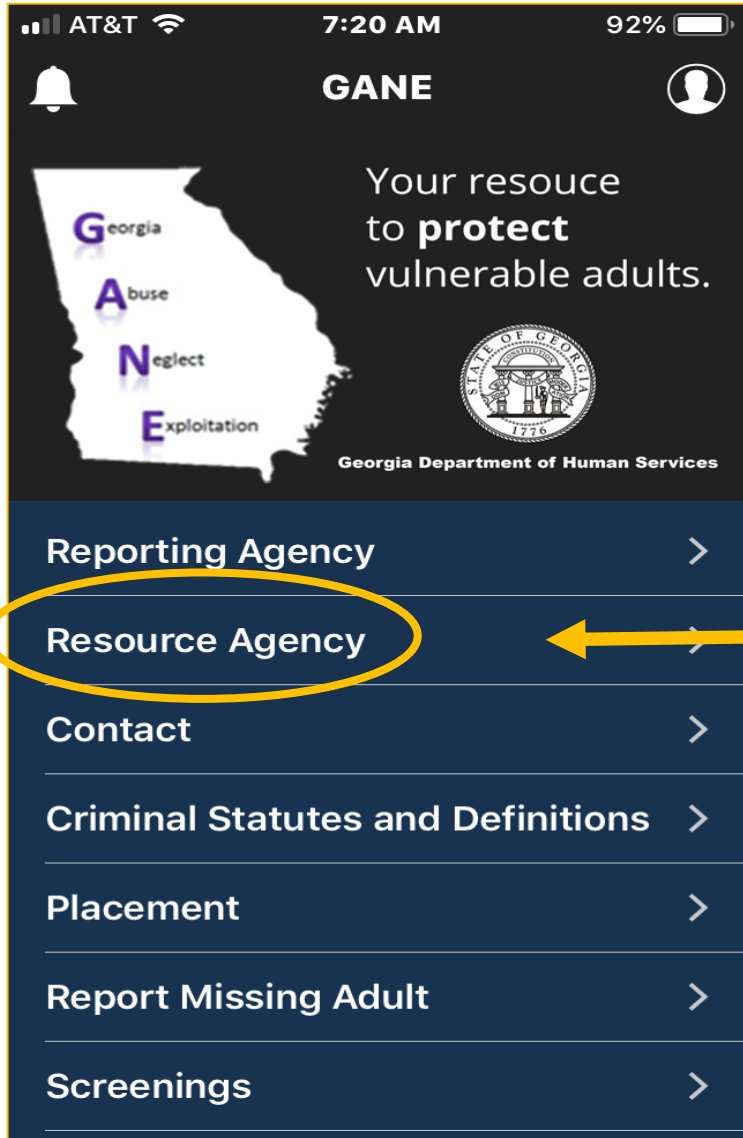 AT&T 7:20 AM 92%
GANE
Georgia
Abuse
Neglect
Exploitation
Your resouce
to protect
vulnerable adults.
STATE OF GEORGIA
CONSTITUTION
1776
Georgia Department of Human Services
Reporting Agency
Resource Agency
Contact
Criminal Statutes and Definitions
Placement
Report Missing Adult
Screenings